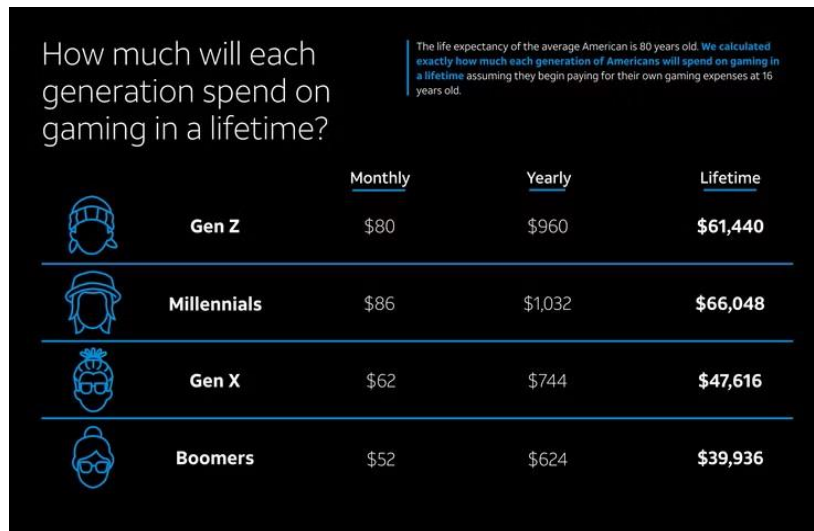 How much will each
generation spend on
gaming in a lifetime?
The life expectancy of the average American is 80 years old. We calculated
exactly how much each generation of Americans will spend on gaming in
a lifetime assuming they begin paying for their own gaming expenses at 16
years old.
Monthly Yearly Lifetime
Gen Z $80 $960 $61,440
Millennials $86 $1,032 $66,048
Gen X $62 $744 $47,616
Boomers $52 $624 $39,936